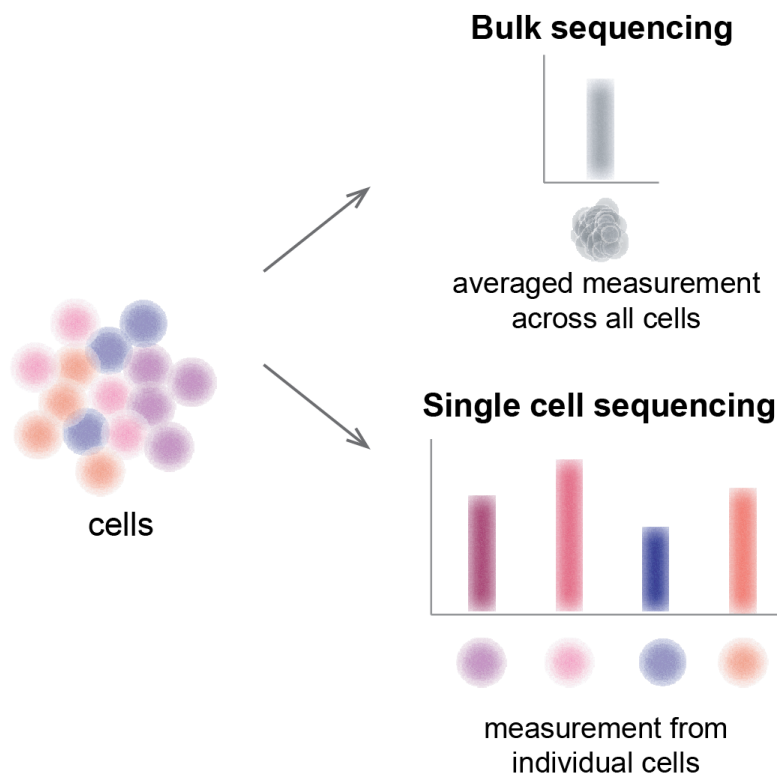 Bulk sequencing
averaged measurement
across all cells
cells
Single cell sequencing
measurement from
individual cells